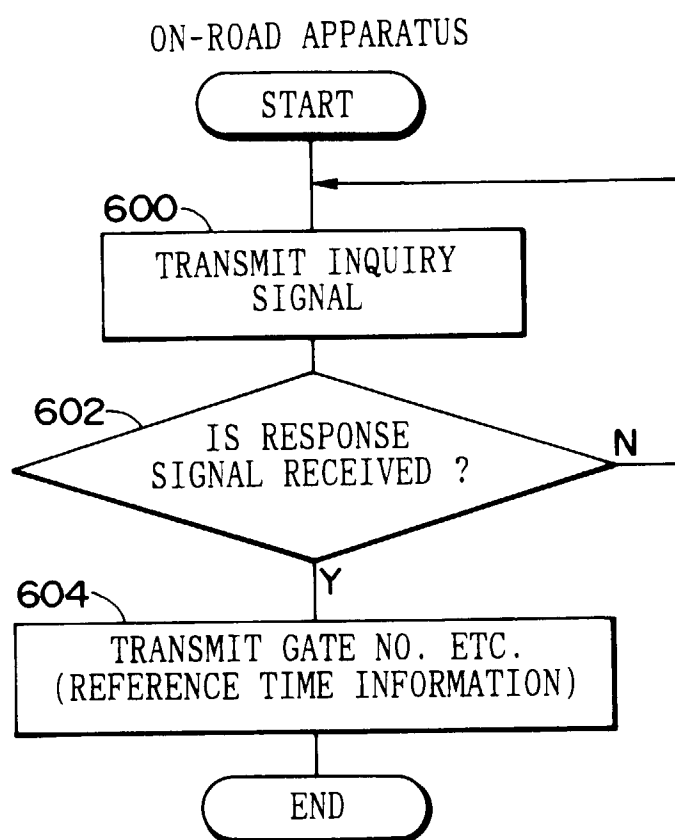 ON-ROAD APPARATUS
START
600
TRANSMIT INQUIRY
SIGNAL
602
IS RESPONSE
SIGNAL RECEIVED ?
N
Y
604
TRANSMIT GATE NO. ETC.
(REFERENCE TIME INFORMATION)
END